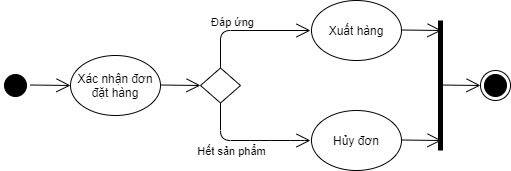 Đáp ứng
Xuất hàng
Xác nhận đơn
đặt hàng
Hết sản phẩm
Hủy đơn